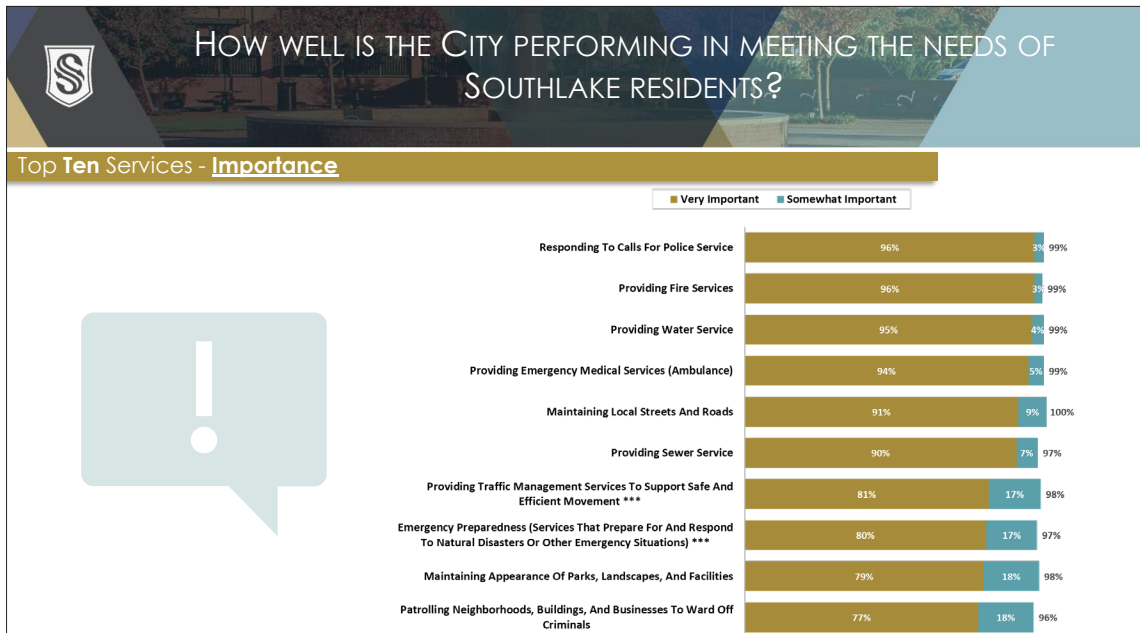 HOW WELL IS THE CITY PERFORMING IN MEETING THE NEEDS OF
SOUTHLAKE RESIDENTS?
Top Ten Services - Importance
Very Important Somewhat Important
Responding To Calls For Police Service 96% 3% 99%
Providing Fire Services 96% 3% 99%
Providing Water Service 95% 4% 99%
Providing Emergency Medical Services (Ambulance) 94% 5% 99%
Maintaining Local Streets And Roads 91% 9% 100%
Providing Sewer Service 90% 7% 97%
Providing Traffic Management Services To Support Safe And
Efficient Movement *** 81% 17% 98%
Emergency Preparedness (Services That Prepare For And Respond
To Natural Disasters Or Other Emergency Situations) *** 80% 17% 97%
Maintaining Appearance Of Parks, Landscapes, And Facilities 79% 18% 98%
Patrolling Neighborhoods, Buildings, And Businesses To Ward Off
Criminals 77% 18% 96%